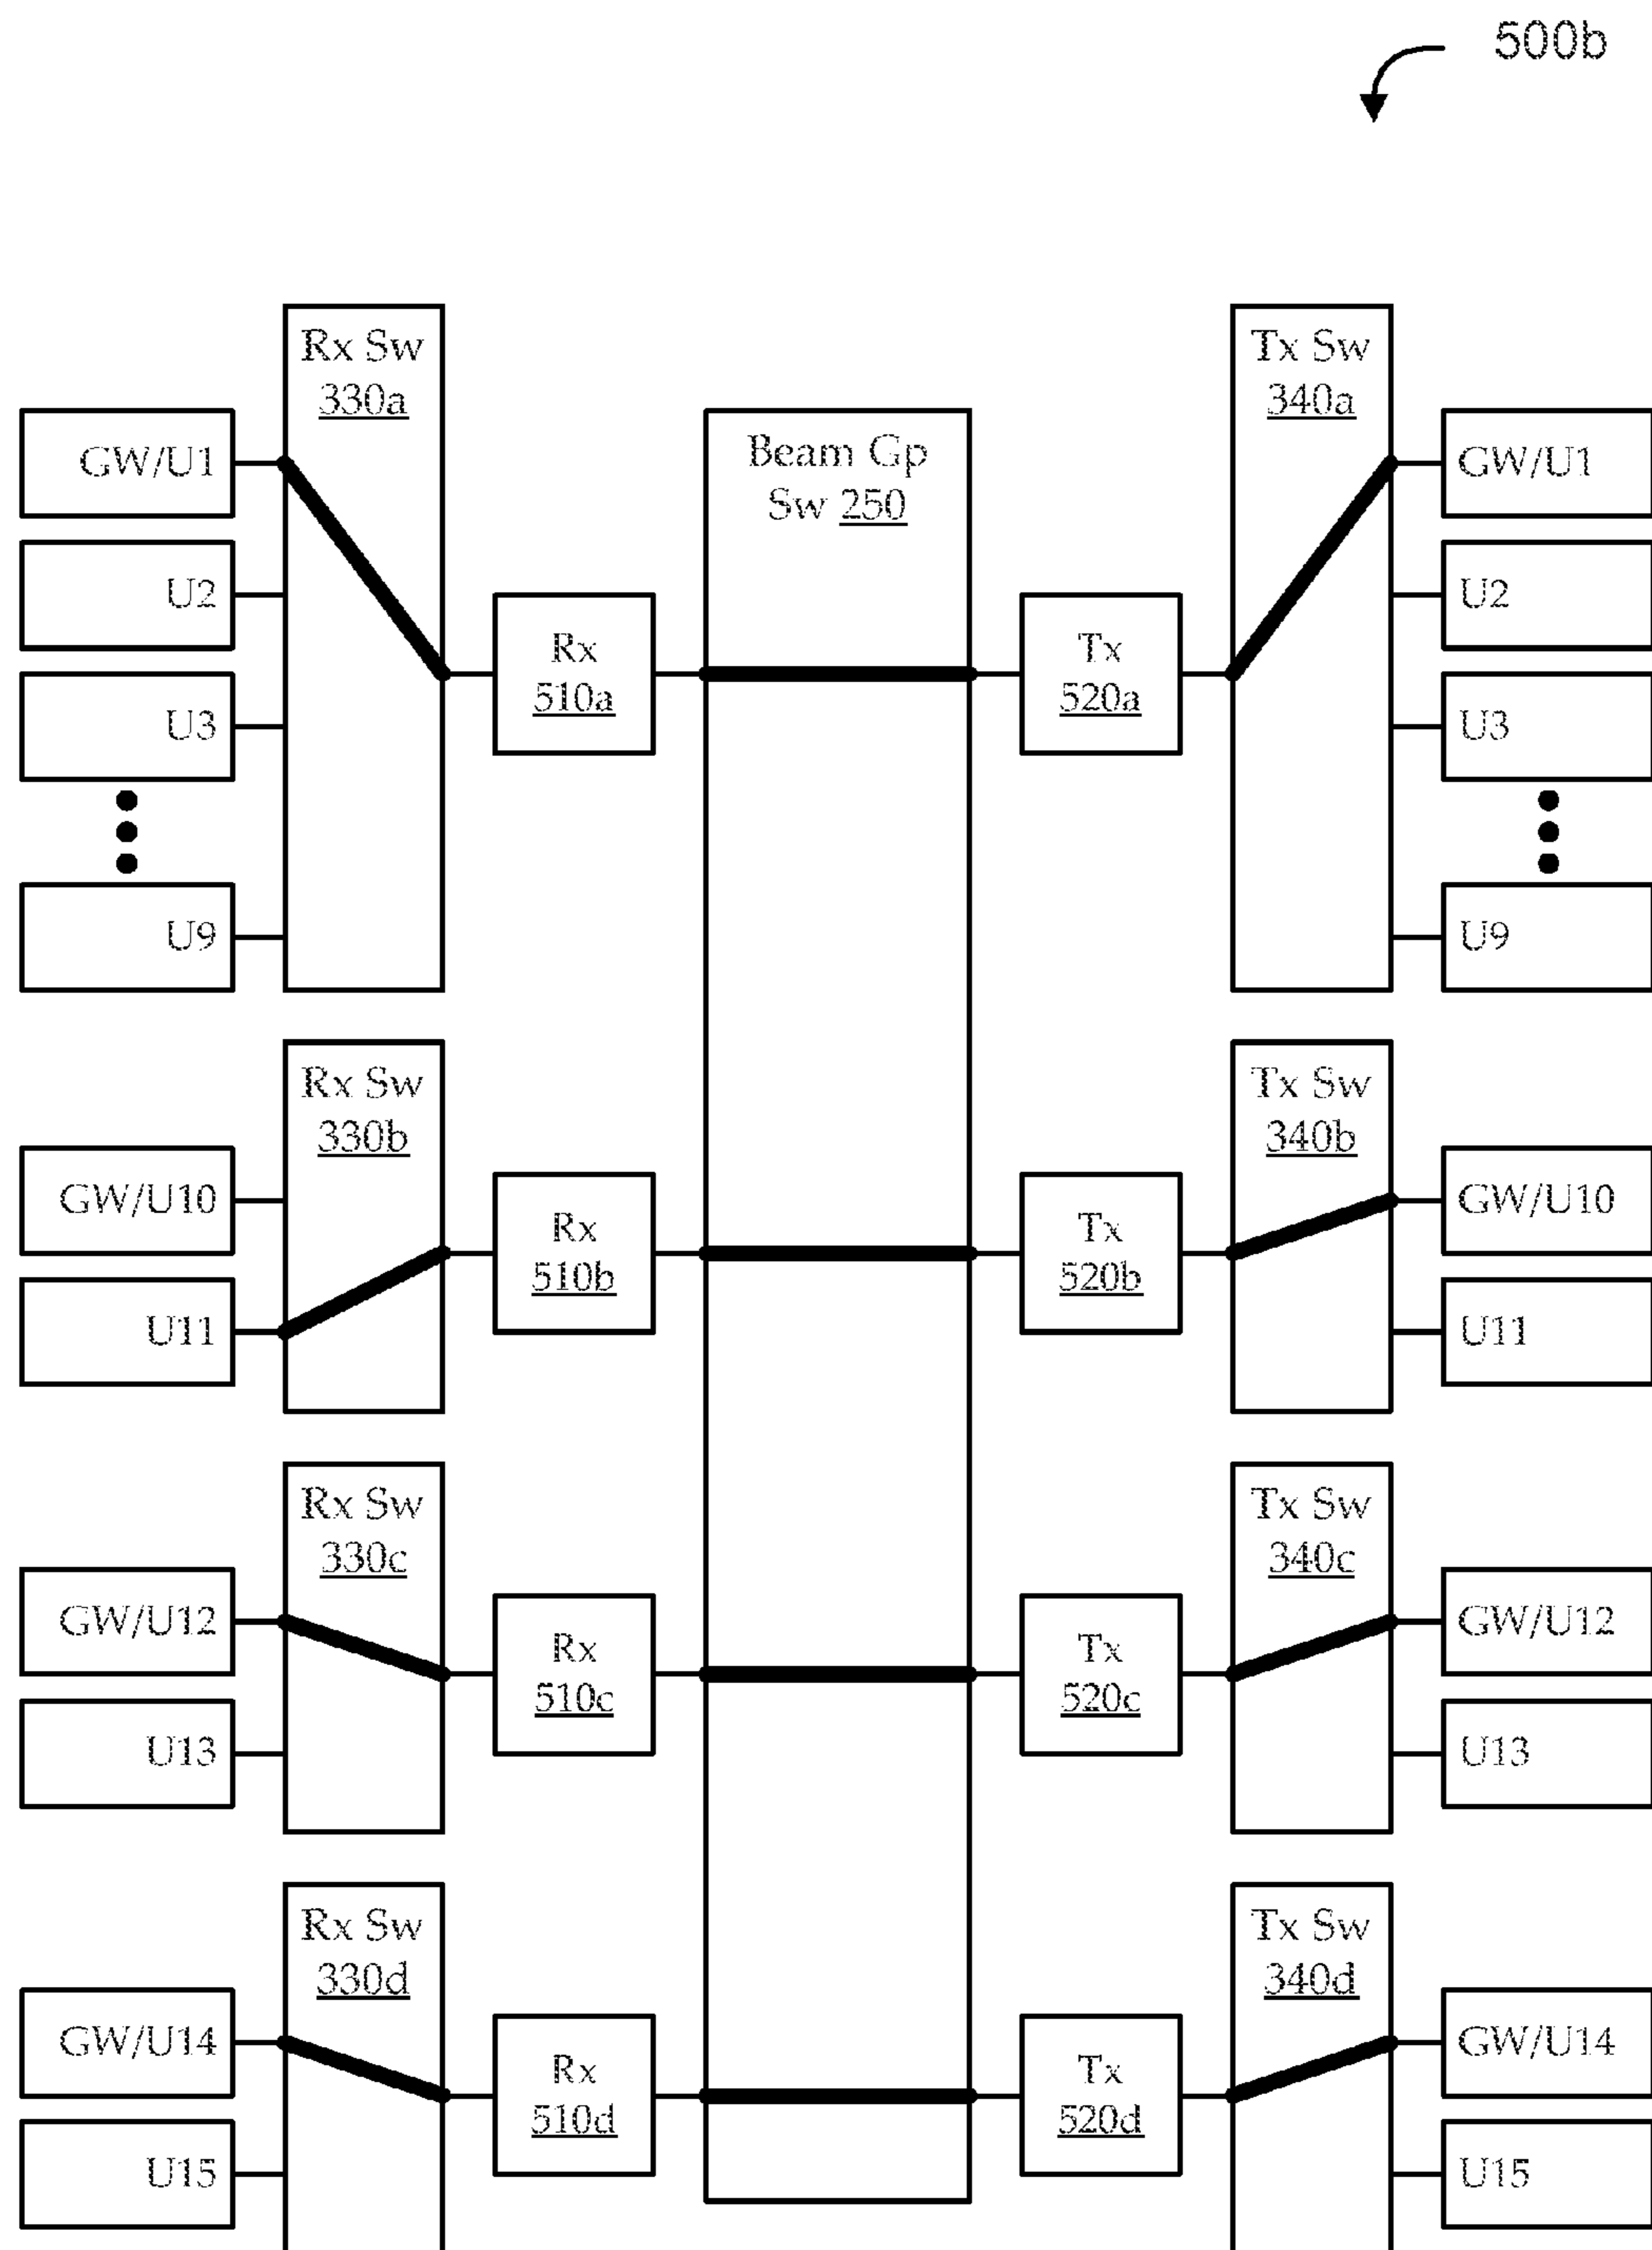 500b
Rx Sw
330a
GW/U1
U2
U3
U9
Rx
510a
Beam Gp
Sw 250
Tx
520a
Tx Sw
340a
GW/U1
U2
U3
U9
Rx Sw
330b
GW/U10
U11
Rx
510b
Tx
520b
Tx Sw
340b
GW/U10
U11
Rx Sw
330c
GW/U12
U13
Rx
510c
Tx
520c
Tx Sw
340c
GW/U12
U13
Rx Sw
330d
GW/U14
U15
Rx
510d
Tx
520d
Tx Sw
340d
GW/U14
U15